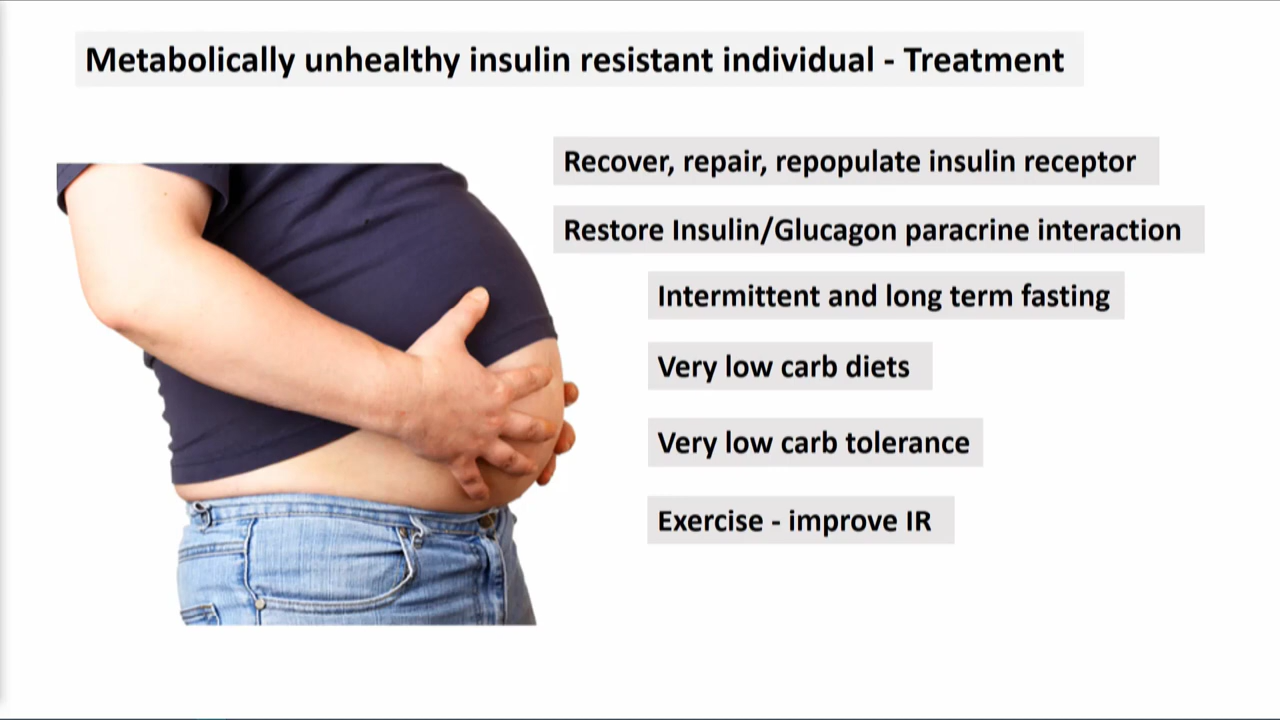 Metabolically unhealthy insulin resistant individual - Treatment
Recover, repair, repopulate insulin receptor
Restore Insulin/Glucagon paracrine interaction
Intermittent and long term fasting
Very low carb diets
Very low carb tolerance
Exercise - improve IR